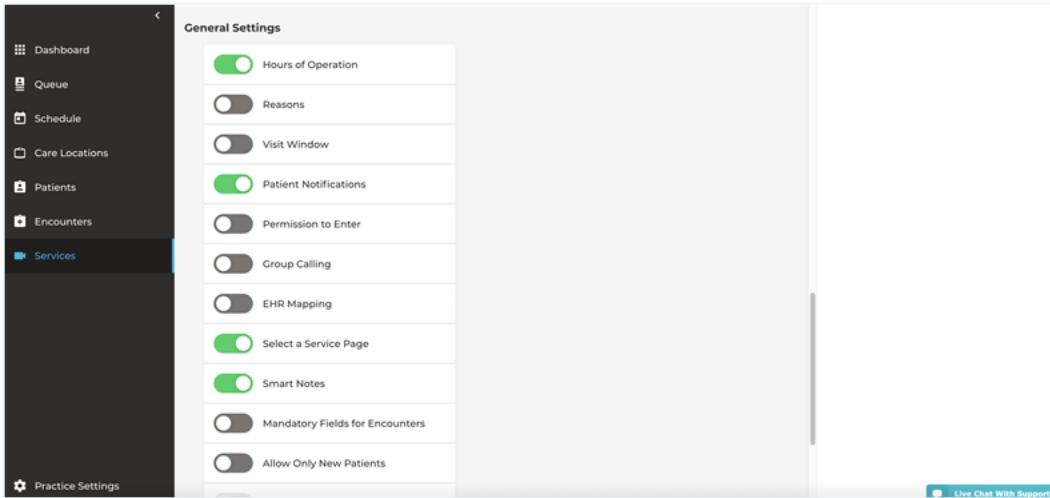 Dashboard
Queue
Schedule
Care Locations
Patients
Encounters
Services
Practice Settings
General Settings
Hours of Operation
Reasons
Visit Window
Patient Notifications
Permission to Enter
Group Calling
EHR Mapping
Select a Service Page
Smart Notes
Mandatory Fields for Encounters
Allow Only New Patients
Live Chat With Support